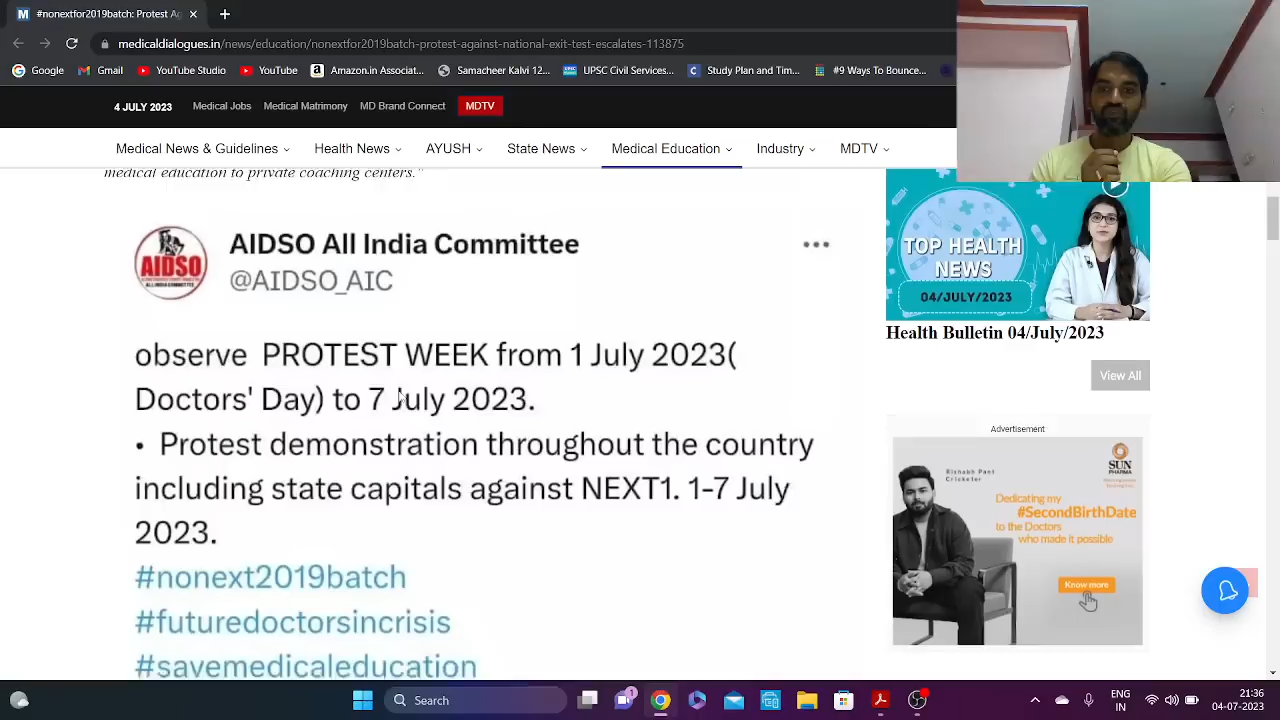 #nonextfor2019batch: Protest Ag
medicaldialogues.in/news/education/nonextfor2019batch-protest-against-national-exit-test-escalates-113875
Google Gmail YouTube Studio YouTube Amazon Associat... Samacheer Kalvi 12... UPSC Civil Services... Study Plan and Tim... #9 Ways To Bounce...
4 JULY 2023 Medical Jobs Medical Matrimony MD Brand Connect MDTV
Medical News & Guidelines Health News AYUSH State News Medical Education Industry MDTV
medical education to private coaching centers."
AIDSO
ALL INDIA COMMITTEE
AIDSO All India Committee
@AIDSO_AIC
observe PROTEST WEEK from 1 July 2023(
Doctors' Day) to 7 July 2023.
• Protest demonstration throughout the country
including state capitals against NEXT1. 1-7 July
2023.
#nonext2019batch
#futuredoctorsincrisis
#savemedicaleducation
TOP HEALTH
NEWS
04/JULY/2023
Health Bulletin 04/July/2023
View All
Advertisement
Rishabh Pant
Cricketer
SUN
PHARMA
Dedicating my
#SecondBirthDate
to the Doctors
who made it possible
Know more
Search
1
ENG
IN
21:36
04-07-2023